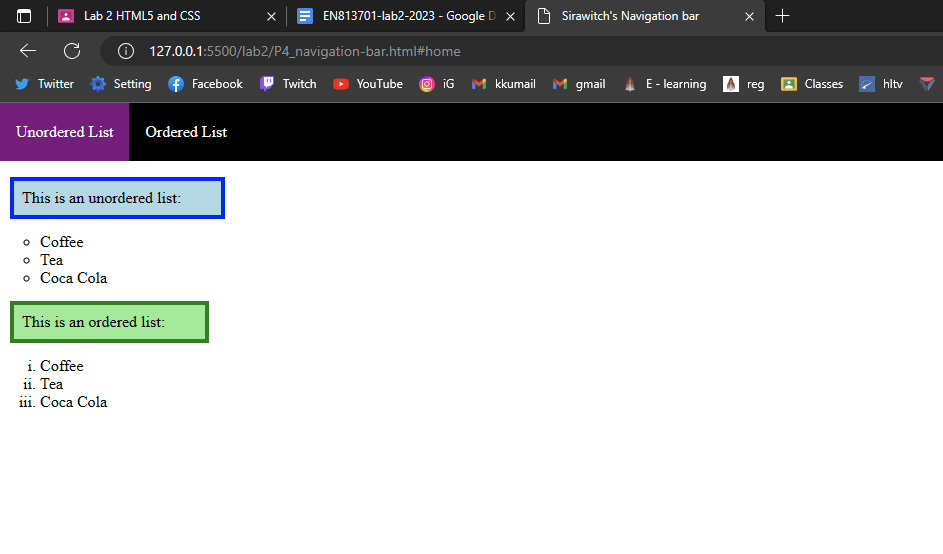 Lab 2 HTML5 and CSS
EN813701-lab2-2023 - Google D
Sirawitch's Navigation bar
127.0.0.1:5500/lab2/P4_navigation-bar.html#home
Twitter Setting Facebook Twitch YouTube iG kkumail gmail E - learning reg Classes hltv
Unordered List Ordered List
This is an unordered list:
Coffee
Tea
Coca Cola
This is an ordered list:
i. Coffee
ii. Tea
iii. Coca Cola